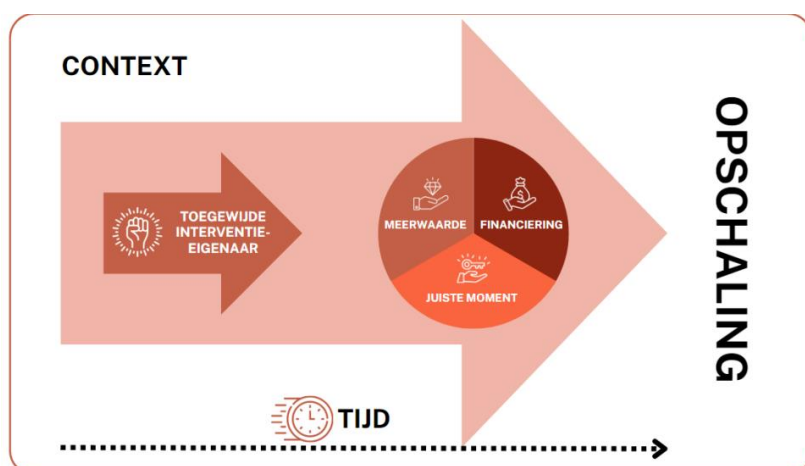 CONTEXT
TOEGEWIJDE
INTERVENTIE-
EIGENAAR
MEERWAARDE
FINANCIERING
JUISTE MOMENT
OPSCHALING
TIJD